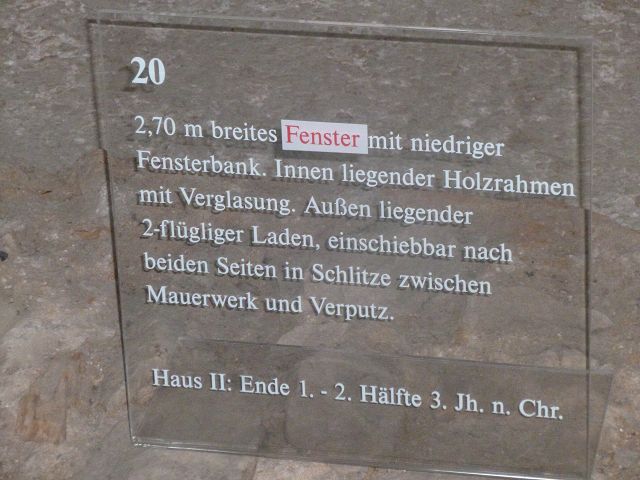 20
2,70 m breites Fenster mit niedriger
Fensterbank. Innen liegender Holzrahmen
mit Verglasung. Außen liegender
2-flügliger Laden, einschiebbar nach
beiden Seiten in Schlitze zwischen
Mauerwerk und Verputz.
Haus II: Ende 1. - 2. Hälfte 3. Jh. n. Chr.